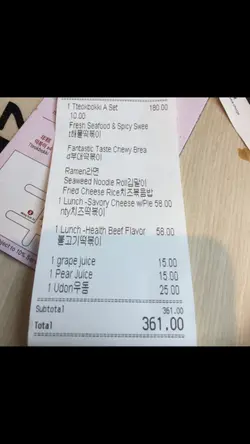 1 Tteokbokki A Set 180.00
10.00
Fresh Seafood & Spicy Swee
t해물떡볶이
Fantastic Taste Chewy Brea
d부대떡볶이
Ramen라면
Seaweed Noodle Roll김말이
Fried Cheese Rice치즈볶음밥
1 Lunch -Savory Cheese w/Ple 58.00
nty치즈떡볶이
1 Lunch -Health Beef Flavor 58.00
불고기떡볶이
1 grape juice 15.00
1 Pear Juice 15.00
1 Udon우동 25.00
Subtotal 361.00
Total 361.00